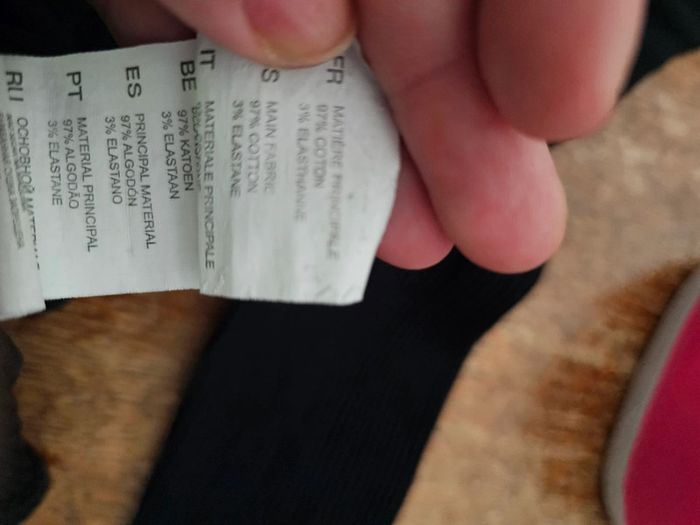 FR MATIÈRE PRINCIPALE
97% COTON
3% ELASTHANNE
S MAIN FABRIC
97% COTTON
3% ELASTANE
IT MATERIALE PRINCIPALE
BE
97% KATOEN
3% ELASTAAN
ES PRINCIPAL MATERIAL
97% ALGODÓN
3% ELASTANO
PT MATERIAL PRINCIPAL
97% ALGODÃO
3% ELASTANE
RU ОСНОВНОЙ